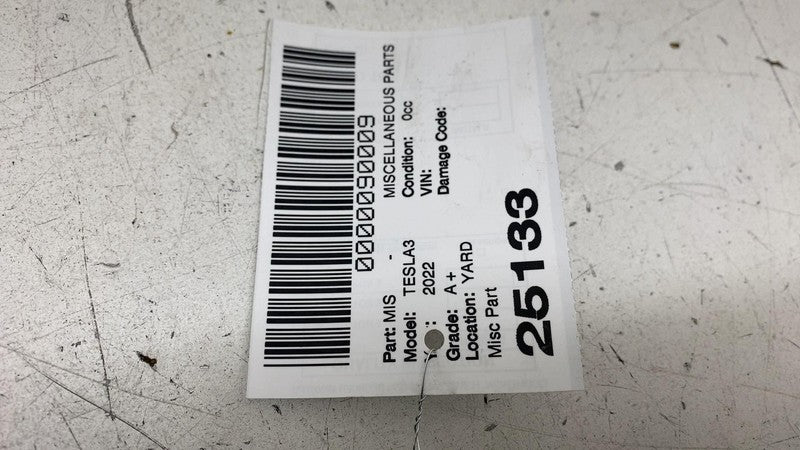 0000090009
Part: MIS - MISCELLANEOUS PARTS
Model: TESLA3 Condition: 0cc
2022 VIN:
Grade: A+ Damage Code:
Location: YARD
Misc Part
25133